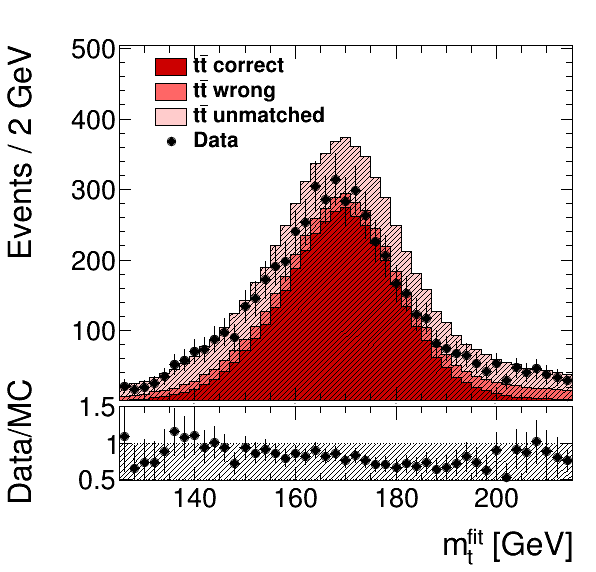 500
400
300
200
100
Events / 2 GeV
tt̄ correct
tt̄ wrong
tt̄ unmatched
Data
1.5
1
0.5
Data/MC
140 160 180 200
m_t^fit [GeV]